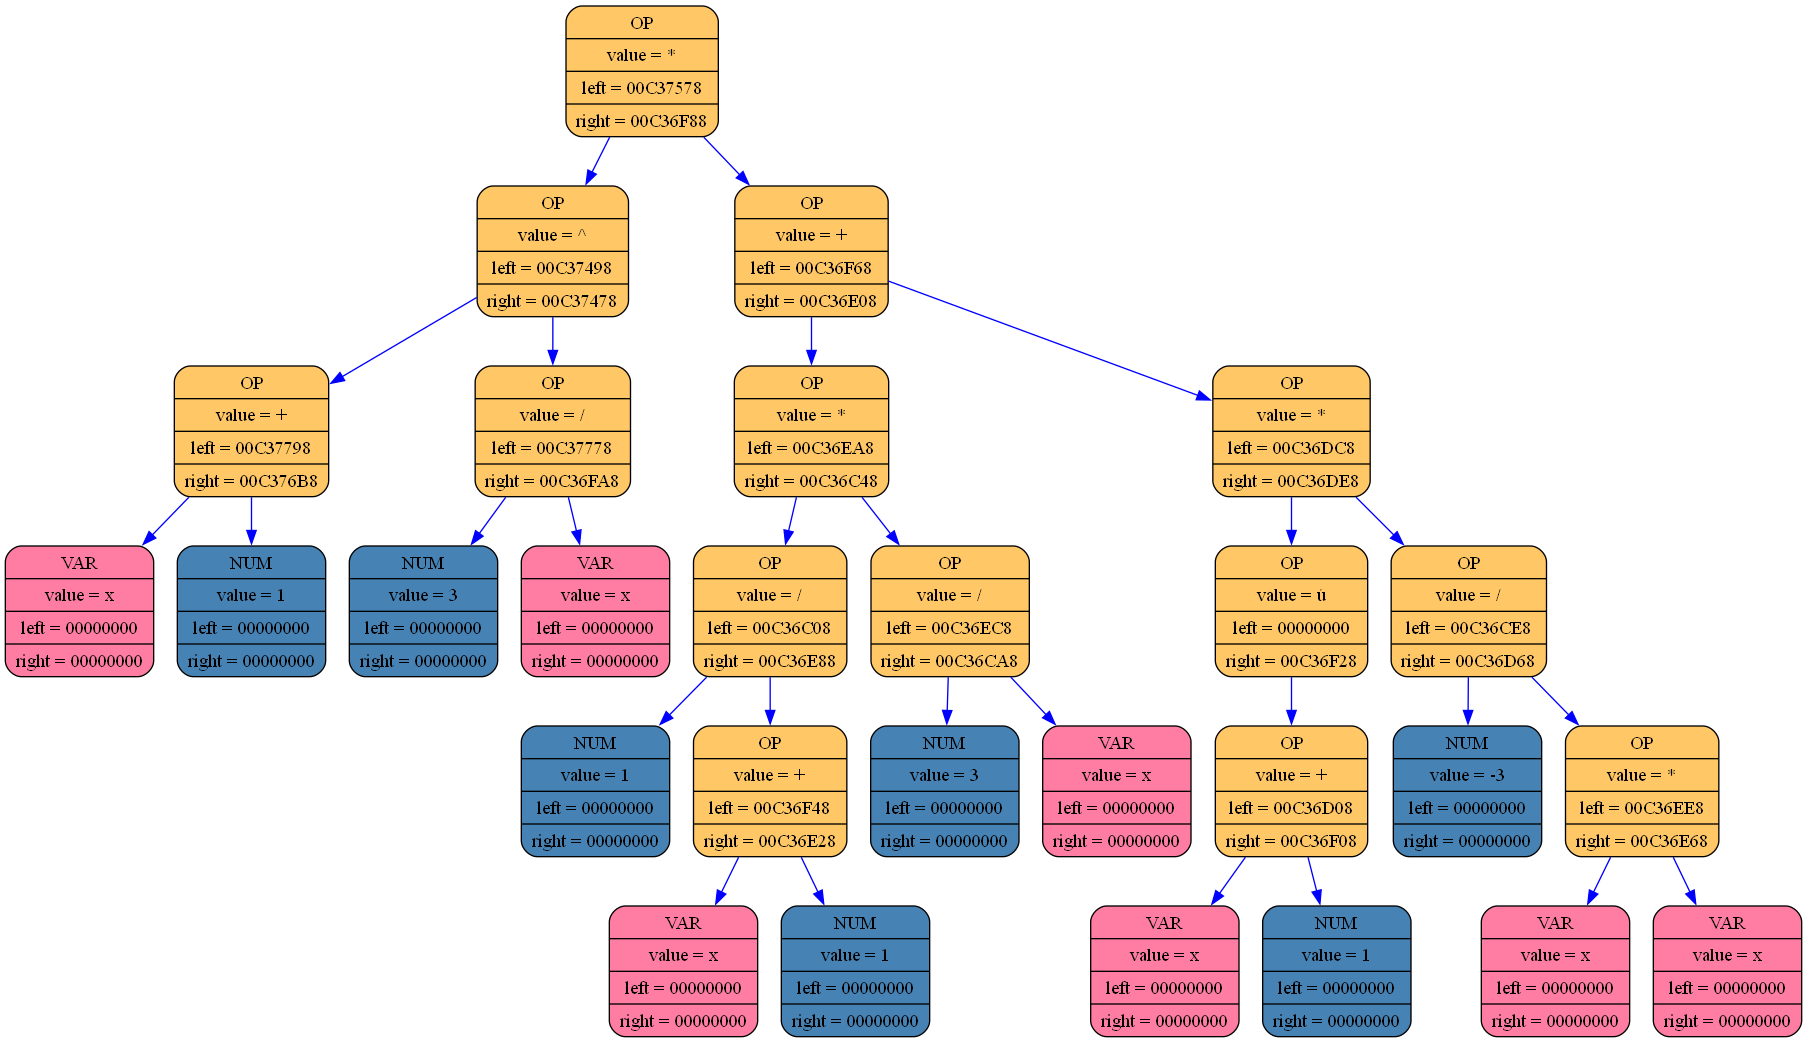 OP
value = *
left = 00C37578
right = 00C36F88
OP
value = ^
left = 00C37498
right = 00C37478
OP
value = +
left = 00C36F68
right = 00C36E08
OP
value = +
left = 00C37798
right = 00C376B8
OP
value = /
left = 00C37778
right = 00C36FA8
OP
value = *
left = 00C36EA8
right = 00C36C48
OP
value = *
left = 00C36DC8
right = 00C36DE8
VAR
value = x
left = 00000000
right = 00000000
NUM
value = 1
left = 00000000
right = 00000000
NUM
value = 3
left = 00000000
right = 00000000
VAR
value = x
left = 00000000
right = 00000000
OP
value = /
left = 00C36C08
right = 00C36E88
OP
value = /
left = 00C36EC8
right = 00C36CA8
OP
value = ù
left = 00000000
right = 00C36F28
OP
value = /
left = 00C36CE8
right = 00C36D68
NUM
value = 1
left = 00000000
right = 00000000
OP
value = +
left = 00C36F48
right = 00C36E28
NUM
value = 3
left = 00000000
right = 00000000
VAR
value = x
left = 00000000
right = 00000000
OP
value = +
left = 00C36D08
right = 00C36F08
NUM
value = -3
left = 00000000
right = 00000000
OP
value = *
left = 00C36EE8
right = 00C36E68
VAR
value = x
left = 00000000
right = 00000000
NUM
value = 1
left = 00000000
right = 00000000
VAR
value = x
left = 00000000
right = 00000000
NUM
value = 1
left = 00000000
right = 00000000
VAR
value = x
left = 00000000
right = 00000000
VAR
value = x
left = 00000000
right = 00000000